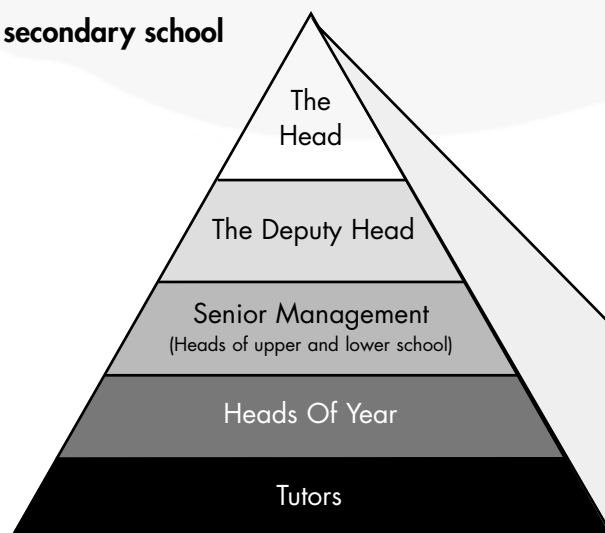 secondary school
The
Head
The Deputy Head
Senior Management
(Heads of upper and lower school)
Heads Of Year
Tutors